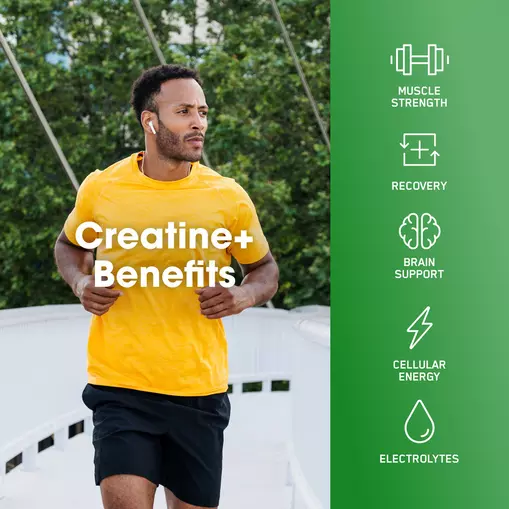 Creatine+
Benefits
MUSCLE
STRENGTH
RECOVERY
BRAIN
SUPPORT
CELLULAR
ENERGY
ELECTROLYTES